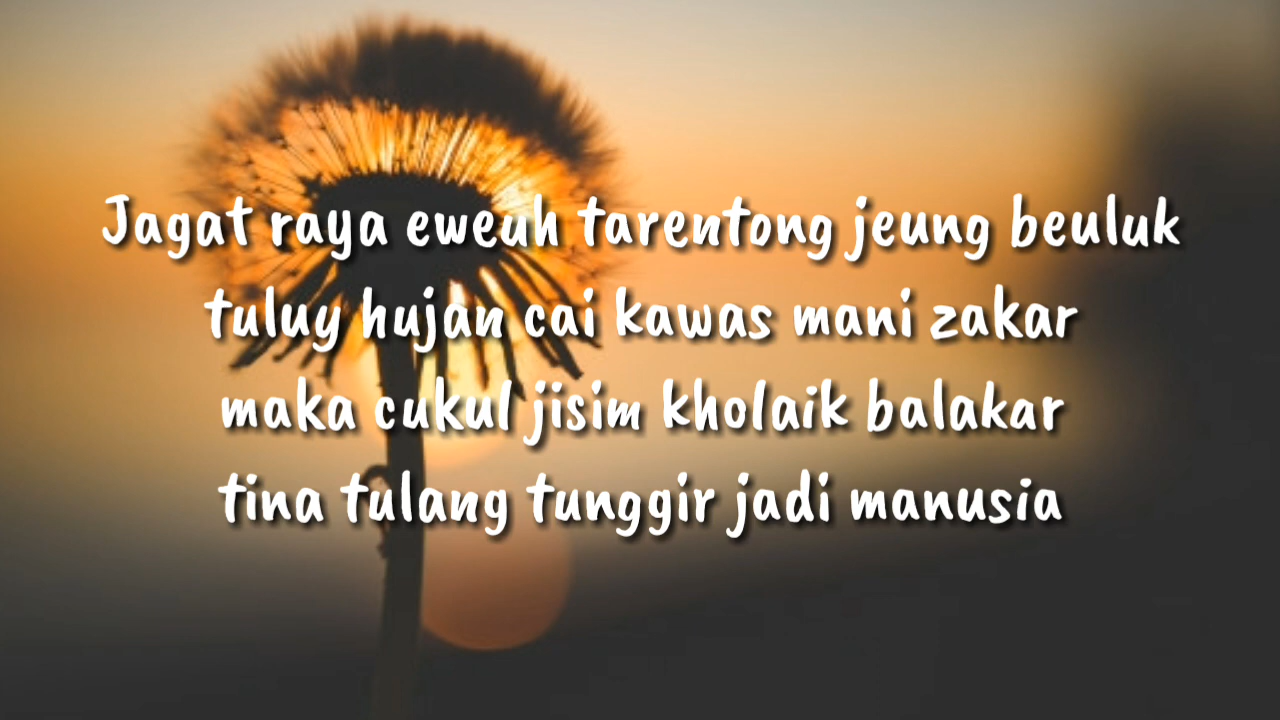 Jagat raya eweuh tarentong jeung beuluk
tuluy hujan cai kawas mani zakar
maka cukul jisim kholaik balakar
tina tulang tunggir jadi manusia